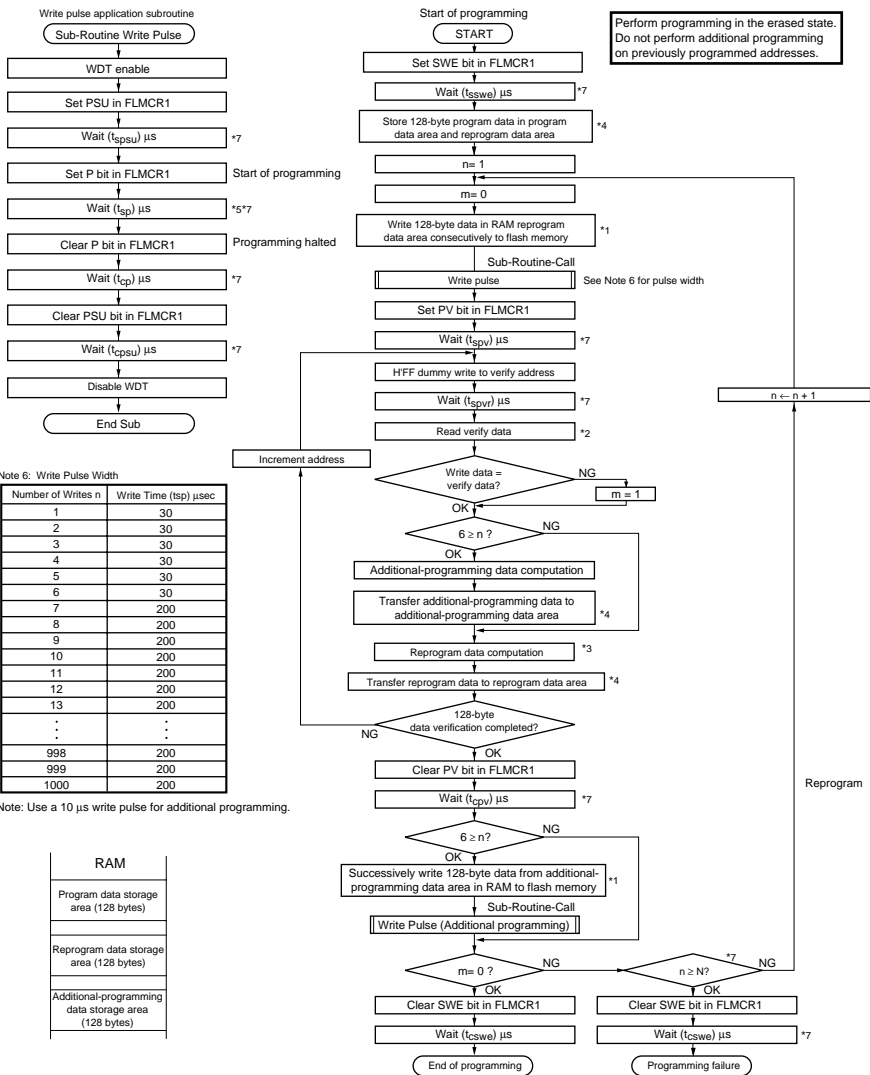 Write pulse application subroutine
Sub-Routine Write Pulse
WDT enable
Set PSU in FLMCR1
Wait (tspsu) μs
*7
Set P bit in FLMCR1
Start of programming
Wait (tsp) μs
*5*7
Clear P bit in FLMCR1
Programming halted
Wait (tcp) μs
*7
Clear PSU bit in FLMCR1
Wait (tcpsu) μs
*7
Disable WDT
End Sub
Note 6: Write Pulse Width
Number of Writes n Write Time (tsp) μsec
1 30
2 30
3 30
4 30
5 30
6 30
7 200
8 200
9 200
10 200
11 200
12 200
13 200
998 200
999 200
1000 200
Note: Use a 10 μs write pulse for additional programming.
RAM
Program data storage
area (128 bytes)
Reprogram data storage
area (128 bytes)
Additional-programming
data storage area
(128 bytes)
Start of programming
START
Set SWE bit in FLMCR1
Wait (tsswe) μs
*7
Store 128-byte program data in program
data area and reprogram data area
*4
n= 1
m= 0
Write 128-byte data in RAM reprogram
data area consecutively to flash memory
*1
Sub-Routine-Call
Write pulse
See Note 6 for pulse width
Set PV bit in FLMCR1
Wait (tspv) μs
*7
H'FF dummy write to verify address
Wait (tspvr) μs
*7
Read verify data
*2
Increment address
Write data =
verify data?
NG
m = 1
OK
6 ≥ n ?
NG
OK
Additional-programming data computation
Transfer additional-programming data to
additional-programming data area
*4
Reprogram data computation
*3
Transfer reprogram data to reprogram data area
*4
128-byte
data verification completed?
NG
OK
Clear PV bit in FLMCR1
Wait (tcpv) μs
*7
6 ≥ n?
NG
OK
Successively write 128-byte data from additional-
programming data area in RAM to flash memory
*1
Sub-Routine-Call
Write Pulse (Additional programming)
m= 0 ?
NG
OK
Clear SWE bit in FLMCR1
Wait (tcswe) μs
End of programming
n ≥ N?
*7
NG
OK
Clear SWE bit in FLMCR1
Wait (tcswe) μs
*7
Programming failure
n ← n + 1
Reprogram
Perform programming in the erased state.
Do not perform additional programming
on previously programmed addresses.